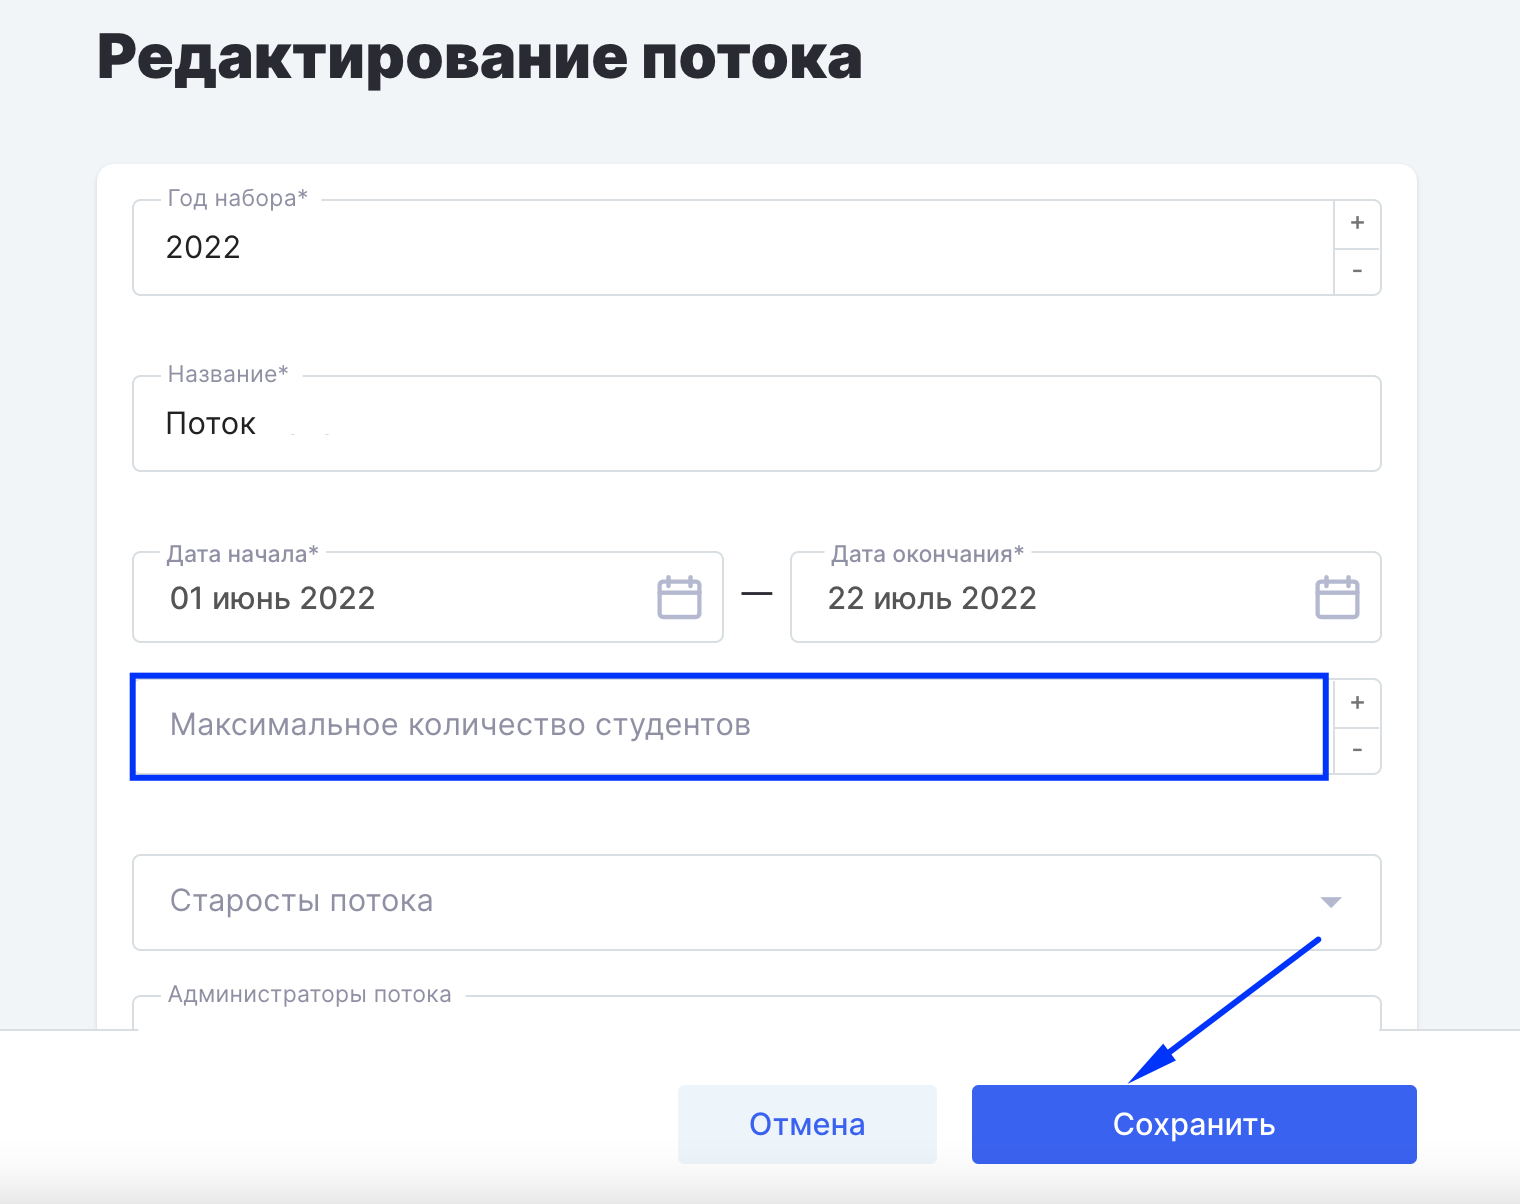 Редактирование потока
Год набора*
2022
+
-
Название*
Поток
Дата начала*
01 июнь 2022
—
Дата окончания*
22 июль 2022
Максимальное количество студентов
+
-
Старосты потока
Администраторы потока
Отмена
Сохранить